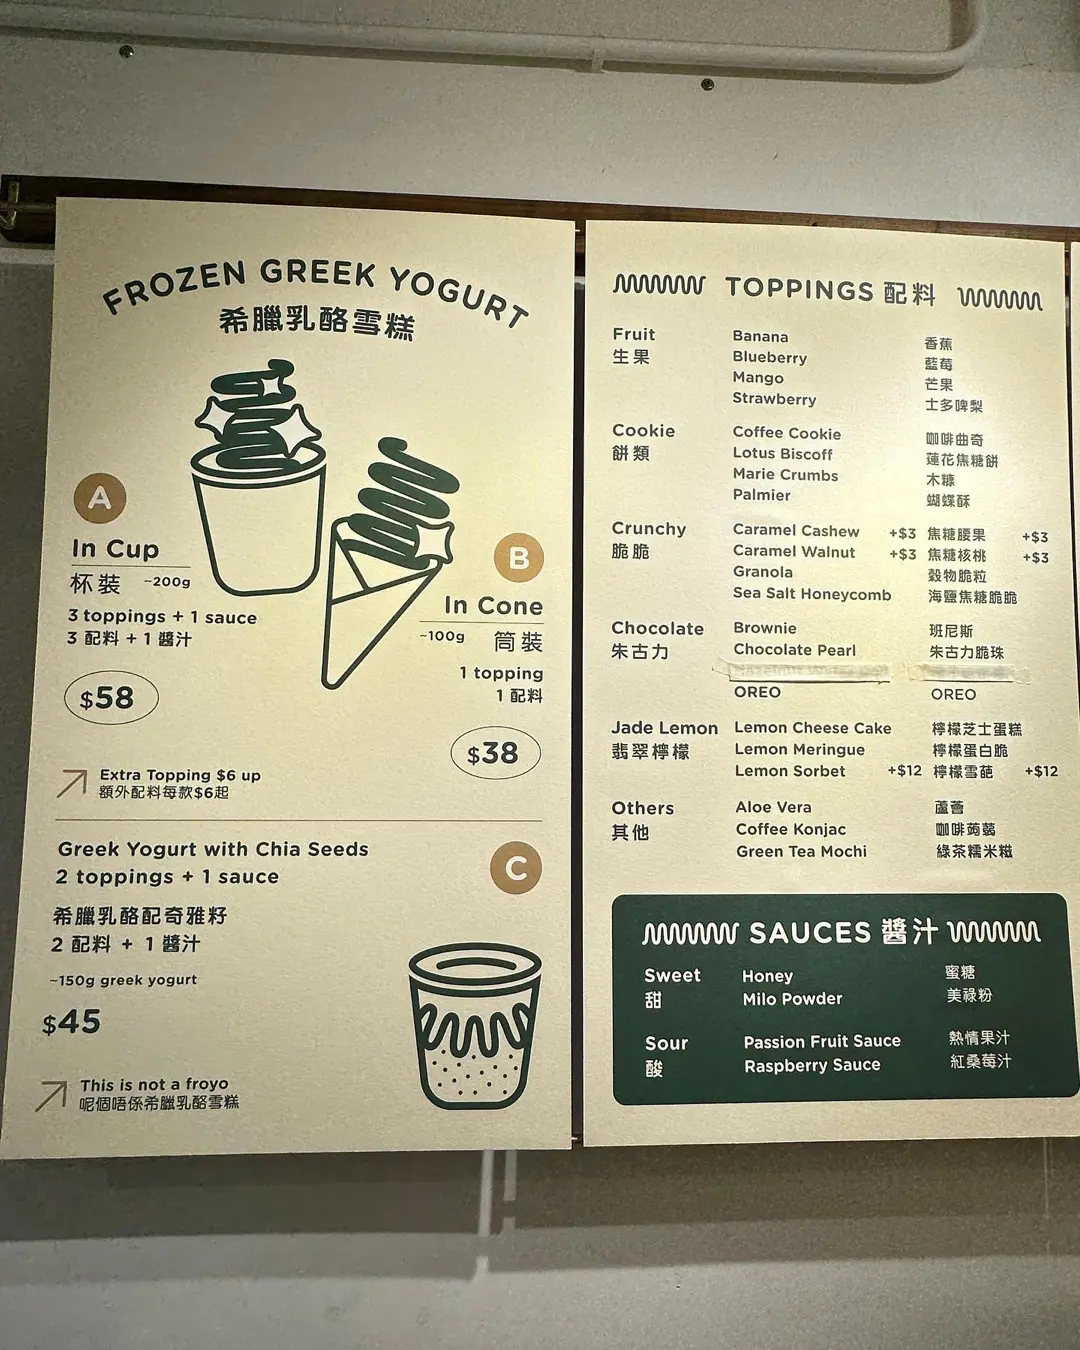 FROZEN GREEK YOGURT
希臘乳酪雪糕
A
In Cup
杯裝 ~200g
3 toppings + 1 sauce
3 配料 + 1 醬汁
$58
B
In Cone
~100g 筒裝
1 topping
1 配料
$38
Extra Topping $6 up
額外配料每款$6起
Greek Yogurt with Chia Seeds
2 toppings + 1 sauce
C
希臘乳酪配奇雅籽
2 配料 + 1 醬汁
~150g greek yogurt
$45
This is not a froyo
呢個唔係希臘乳酪雪糕
TOPPINGS 配料
Fruit Banana 香蕉
生果 Blueberry 藍莓
Mango 芒果
Strawberry 士多啤梨
Cookie Coffee Cookie 咖啡曲奇
餅類 Lotus Biscoff 蓮花焦糖餅
Marie Crumbs 木糠
Palmier 蝴蝶酥
Crunchy Caramel Cashew +$3 焦糖腰果 +$3
脆脆 Caramel Walnut +$3 焦糖核桃 +$3
Granola 穀物脆粒
Sea Salt Honeycomb 海鹽焦糖脆脆
Chocolate Brownie 班尼斯
朱古力 Chocolate Pearl 朱古力脆珠
OREO OREO
Jade Lemon Lemon Cheese Cake 檸檬芝士蛋糕
翡翠檸檬 Lemon Meringue 檸檬蛋白脆
Lemon Sorbet +$12 檸檬雪葩 +$12
Others Aloe Vera 蘆薈
其他 Coffee Konjac 咖啡蒟蒻
Green Tea Mochi 綠茶糯米糍
SAUCES 醬汁
Sweet Honey 蜜糖
甜 Milo Powder 美祿粉
Sour Passion Fruit Sauce 熱情果汁
酸 Raspberry Sauce 紅桑莓汁